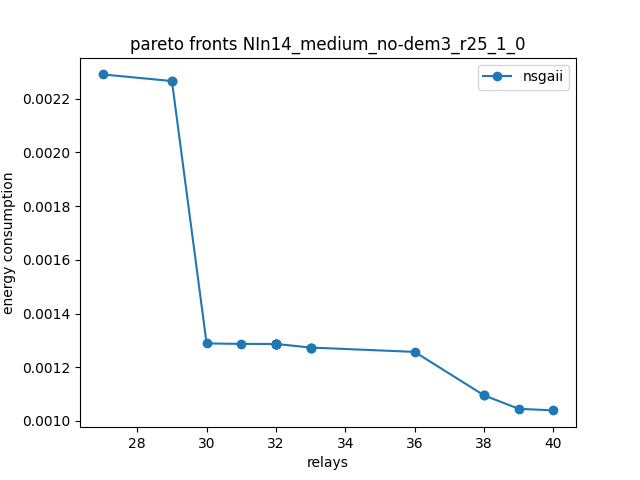 pareto fronts NIn14_medium_no-dem3_r25_1_0
nsgaii
energy consumption
0.0022
0.0020
0.0018
0.0016
0.0014
0.0012
0.0010
28 30 32 34 36 38 40
relays